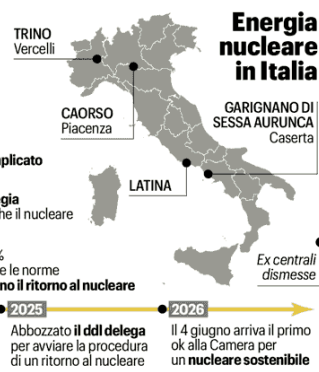 Energia
nucleare
in Italia
TRINO
Vercelli
CAORSO
Piacenza
GARIGNANO DI
SESSA AURUNCA
Caserta
LATINA
plicato
gia
he il nucleare
%
e le norme
no il ritorno al nucleare
Ex centrali
dismesse
2025
Abbozzato il ddl delega
per avviare la procedura
di un ritorno al nucleare
2026
Il 4 giugno arriva il primo
ok alla Camera per
un nucleare sostenibile